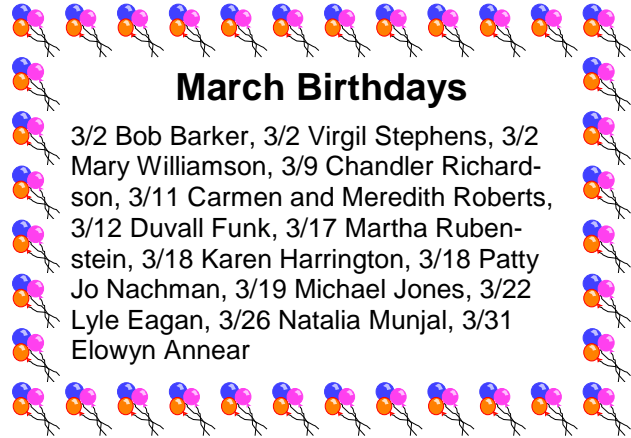 March Birthdays
3/2 Bob Barker, 3/2 Virgil Stephens, 3/2
Mary Williamson, 3/9 Chandler Richard-
son, 3/11 Carmen and Meredith Roberts,
3/12 Duvall Funk, 3/17 Martha Ruben-
stein, 3/18 Karen Harrington, 3/18 Patty
Jo Nachman, 3/19 Michael Jones, 3/22
Lyle Eagan, 3/26 Natalia Munjal, 3/31
Elowyn Annear